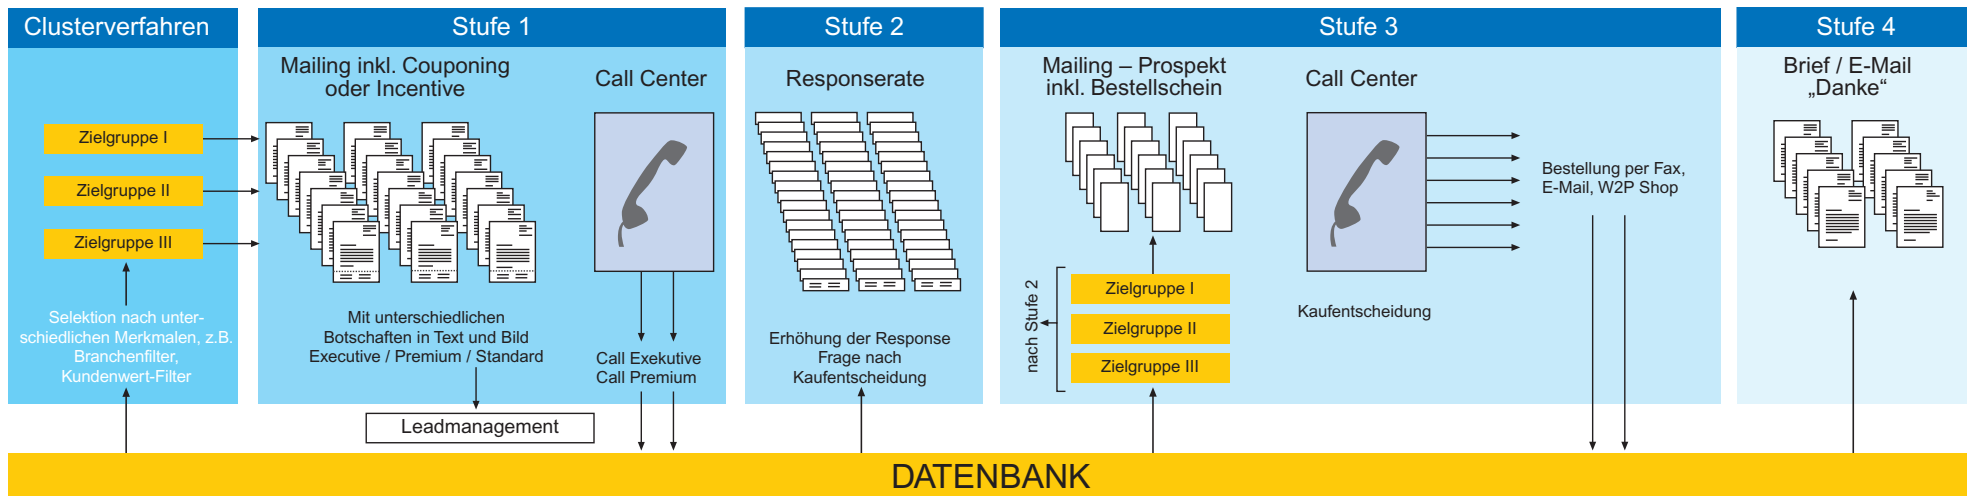 Clusterverfahren
Zielgruppe I
Zielgruppe II
Zielgruppe III
Selektion nach unter-
schiedlichen Merkmalen, z.B.
Branchenfilter,
Kundenwert-Filter
Stufe 1
Mailing inkl. Couponing
oder Incentive
Mit unterschiedlichen
Botschaften in Text und Bild
Executive / Premium / Standard
Leadmanagement
Call Center
Call Exekutive
Call Premium
Stufe 2
Responserate
Erhöhung der Response
Frage nach
Kaufentscheidung
Stufe 3
Mailing – Prospekt
inkl. Bestellschein
nach Stufe 2
Zielgruppe I
Zielgruppe II
Zielgruppe III
Call Center
Kaufentscheidung
Bestellung per Fax,
E-Mail, W2P Shop
Stufe 4
Brief / E-Mail
„Danke“
DATENBANK